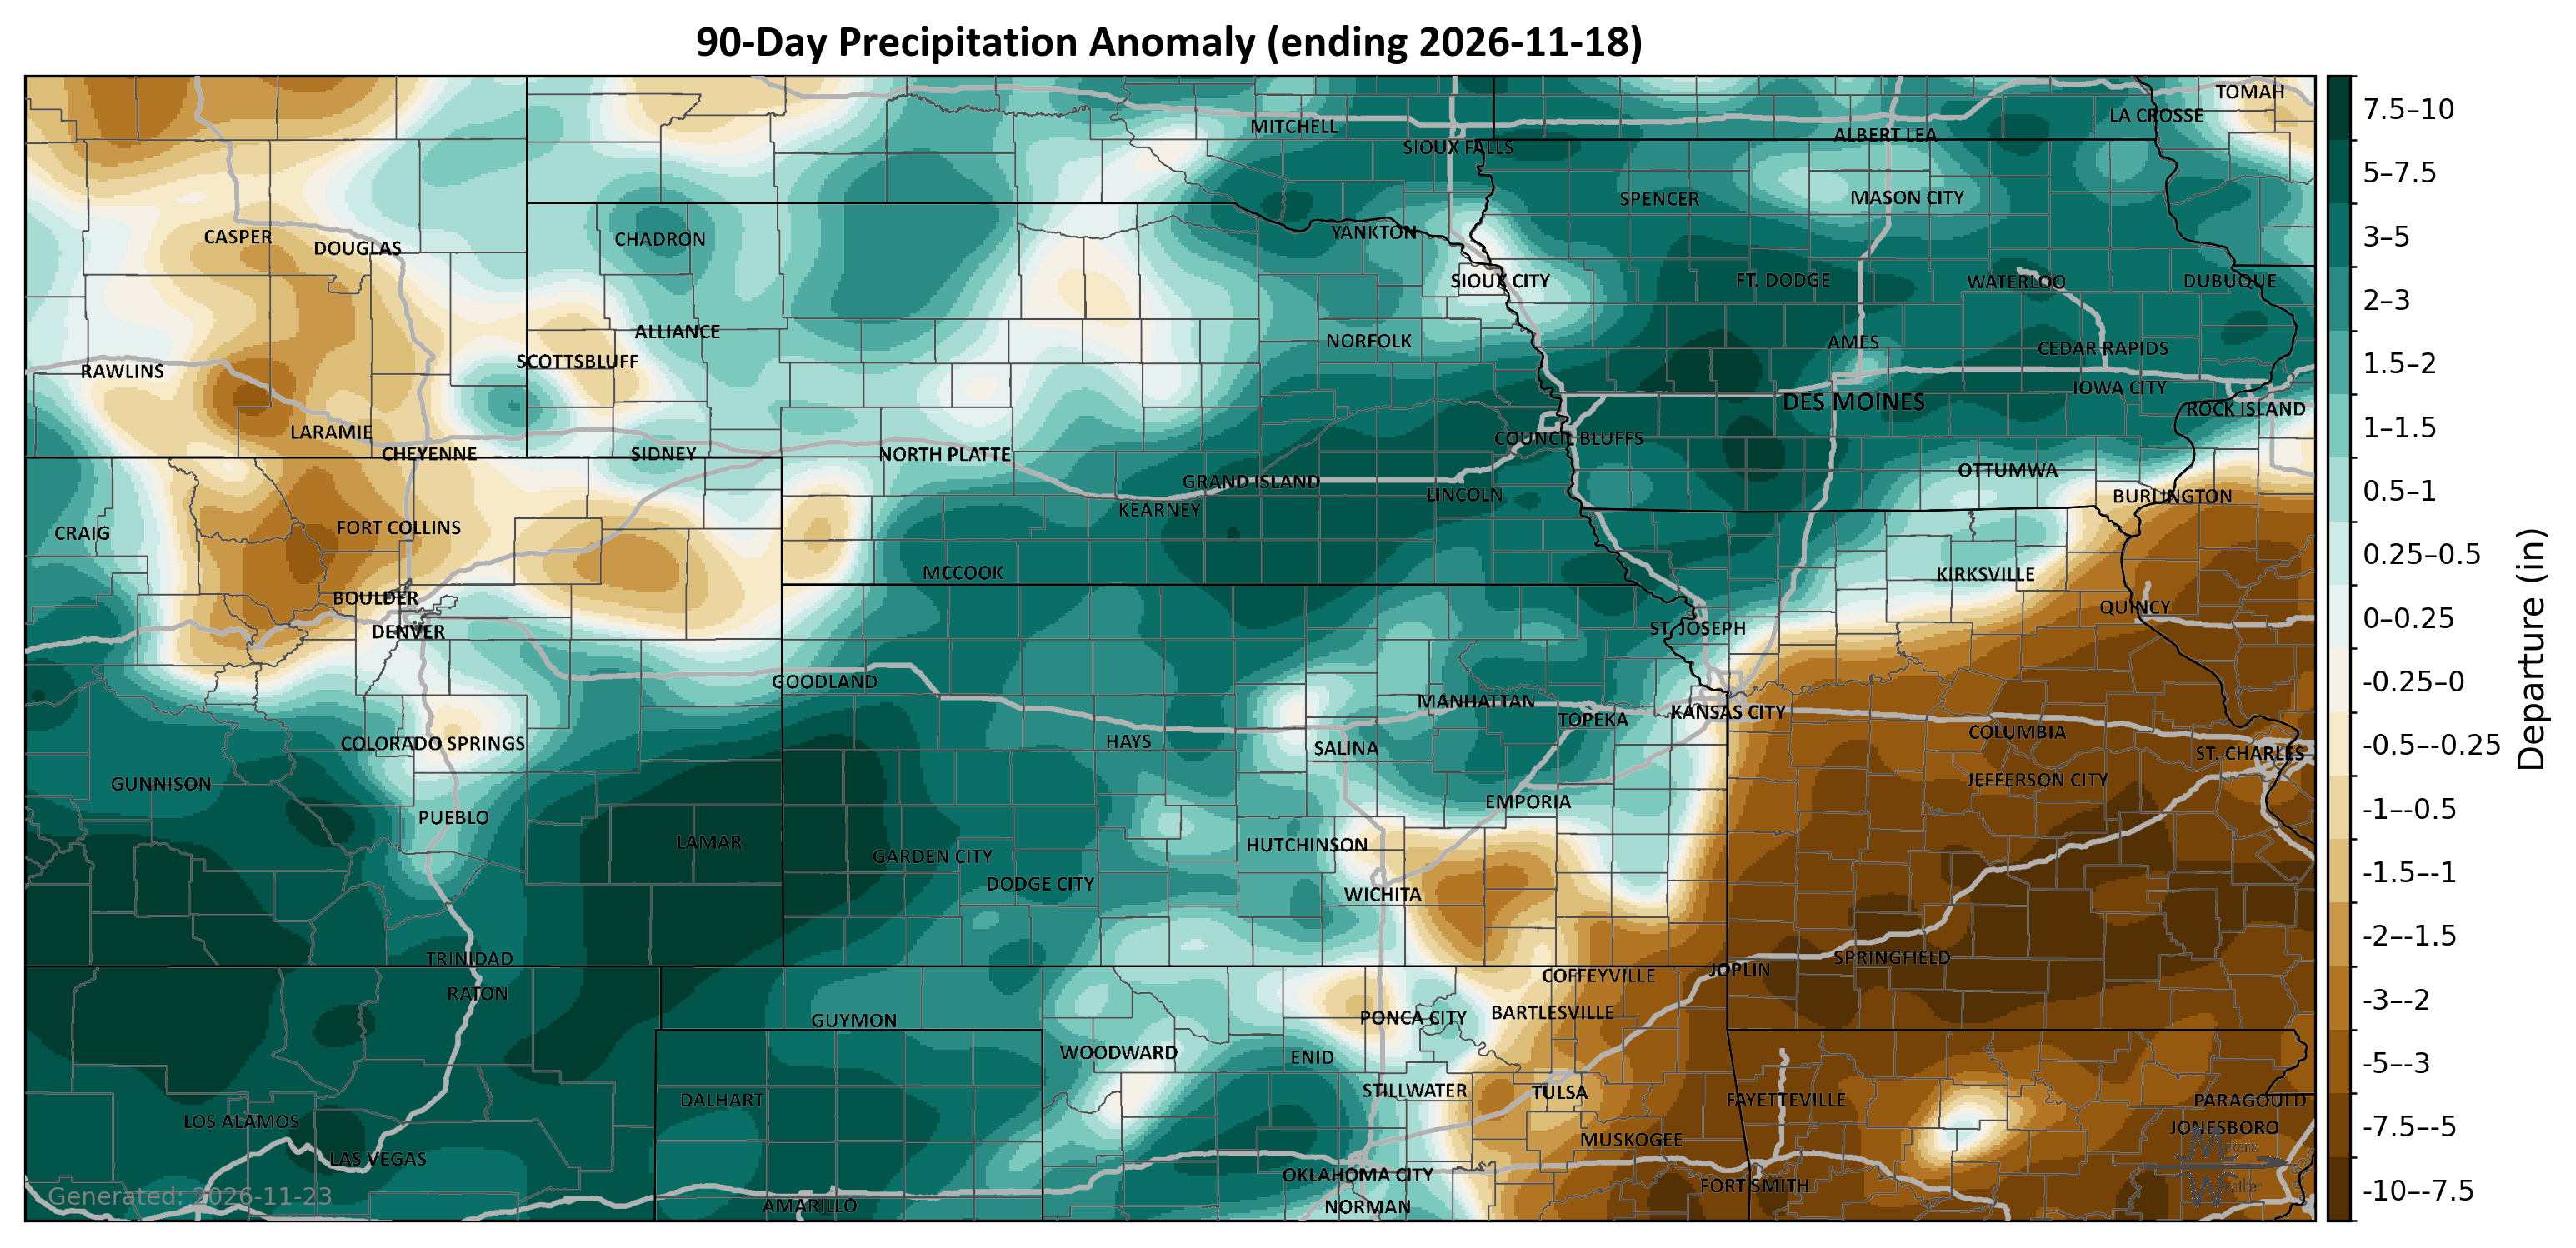 90-Day Precipitation Anomaly (ending 2026-11-18)
TOMAH
LA CROSSE
MITCHELL
ALBERT LEA
SIOUX FALLS
SPENCER
MASON CITY
CASPER
DOUGLAS
CHADRON
YANKTON
SIOUX CITY
FT. DODGE
WATERLOO
DUBUQUE
ALLIANCE
NORFOLK
AMES
CEDAR RAPIDS
SCOTTSBLUFF
RAWLINS
IOWA CITY
DES MOINES
ROCK ISLAND
LARAMIE
COUNCIL BLUFFS
CHEYENNE
SIDNEY
NORTH PLATTE
OTTUMWA
GRAND ISLAND
LINCOLN
BURLINGTON
KEARNEY
CRAIG
FORT COLLINS
MCCOOK
KIRKSVILLE
BOULDER
QUINCY
DENVER
ST. JOSEPH
GOODLAND
MANHATTAN
KANSAS CITY
TOPEKA
COLUMBIA
COLORADO SPRINGS
HAYS
SALINA
ST. CHARLES
GUNNISON
JEFFERSON CITY
EMPORIA
PUEBLO
LAMAR
HUTCHINSON
GARDEN CITY
DODGE CITY
WICHITA
TRINIDAD
SPRINGFIELD
JOPLIN
COFFEYVILLE
RATON
BARTLESVILLE
PONCA CITY
GUYMON
WOODWARD
ENID
STILLWATER
TULSA
DALHART
FAYETTEVILLE
PARAGOULD
LOS ALAMOS
JONESBORO
MUSKOGEE
LAS VEGAS
OKLAHOMA CITY
FORT SMITH
AMARILLO
NORMAN
Generated: 2026-11-23
7.5–10
5–7.5
3–5
2–3
1.5–2
1–1.5
0.5–1
0.25–0.5
0–0.25
-0.25–0
-0.5–-0.25
-1–-0.5
-1.5–-1
-2–-1.5
-3–-2
-5–-3
-7.5–-5
-10–-7.5
Departure (in)